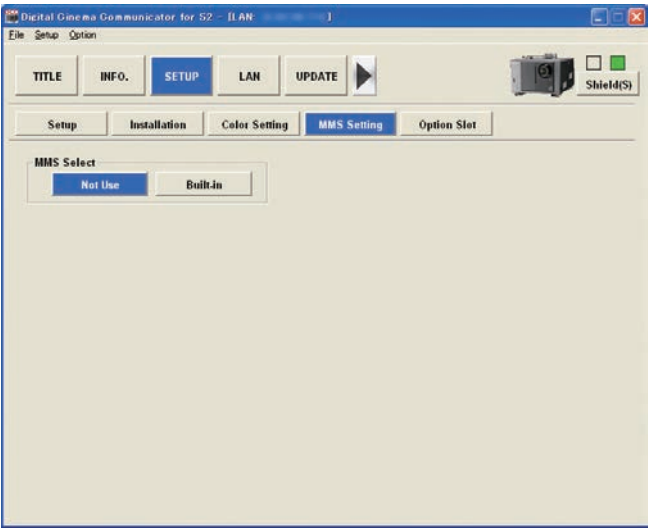 Digital Cinema Communicator for S2 - [LAN: ]
File Setup Option
TITLE INFO. SETUP LAN UPDATE
Shield(S)
Setup Installation Color Setting MMS Setting Option Slot
MMS Select
Not Use Built-in